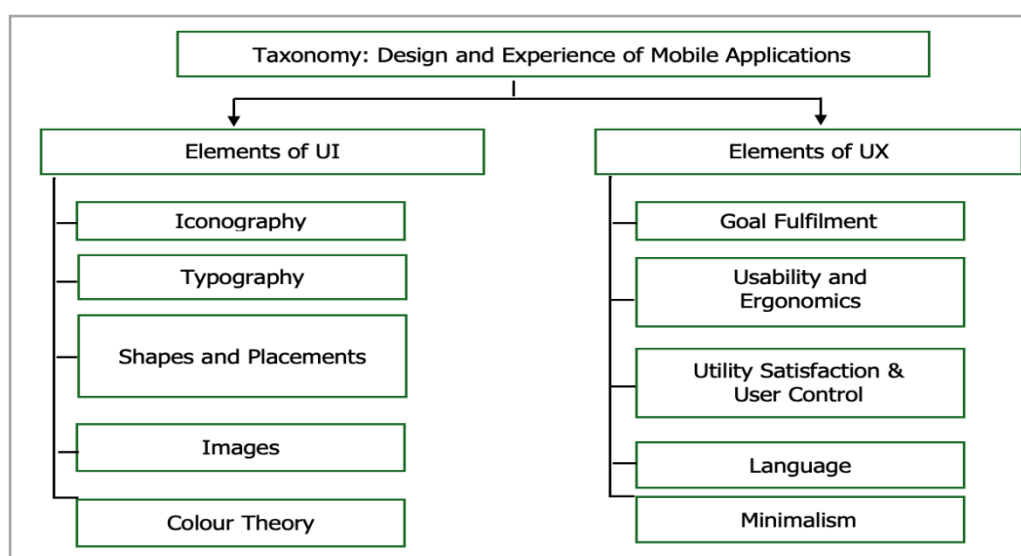 Taxonomy: Design and Experience of Mobile Applications
Elements of UI
Iconography
Typography
Shapes and Placements
Images
Colour Theory
Elements of UX
Goal Fulfilment
Usability and
Ergonomics
Utility Satisfaction &
User Control
Language
Minimalism